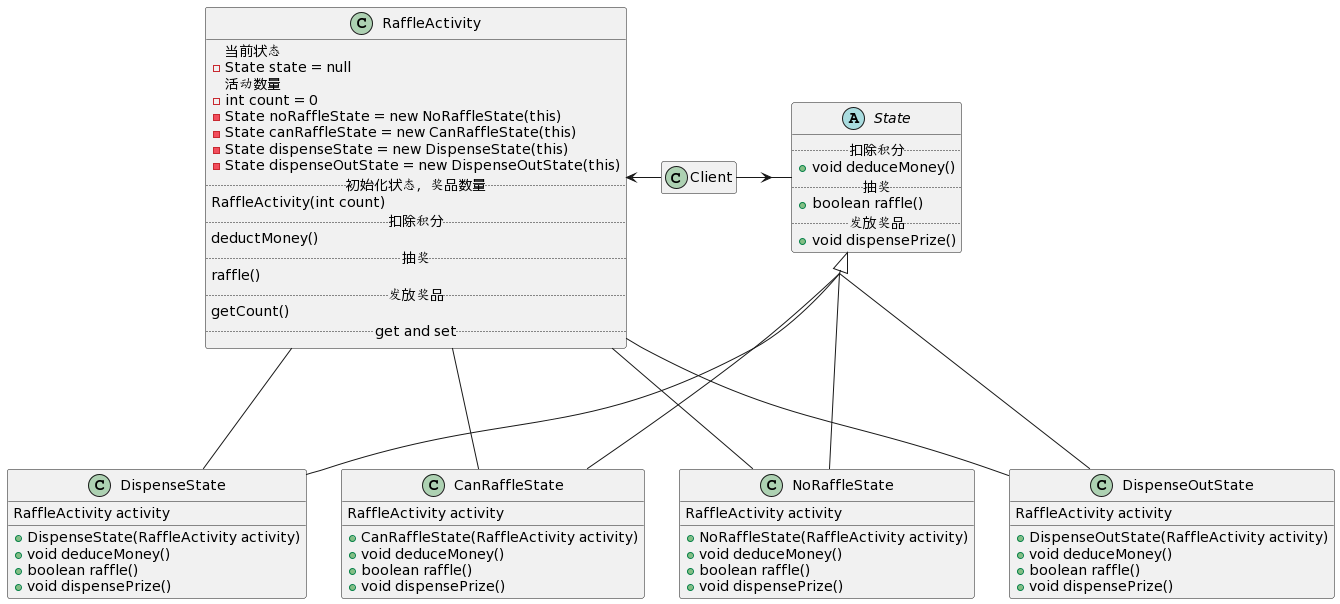 C RaffleActivity
当前状态
State state = null
活动数量
int count = 0
State noRaffleState = new NoRaffleState(this)
State canRaffleState = new CanRaffleState(this)
State dispenseState = new DispenseState(this)
State dispenseOutState = new DispenseOutState(this)
初始化状态，奖品数量
RaffleActivity(int count)
扣除积分
deductMoney()
抽奖
raffle()
发放奖品
getCount()
get and set
C Client
A State
扣除积分
void deduceMoney()
抽奖
boolean raffle()
发放奖品
void dispensePrize()
C DispenseState
RaffleActivity activity
DispenseState(RaffleActivity activity)
void deduceMoney()
boolean raffle()
void dispensePrize()
C CanRaffleState
RaffleActivity activity
CanRaffleState(RaffleActivity activity)
void deduceMoney()
boolean raffle()
void dispensePrize()
C NoRaffleState
RaffleActivity activity
NoRaffleState(RaffleActivity activity)
void deduceMoney()
boolean raffle()
void dispensePrize()
C DispenseOutState
RaffleActivity activity
DispenseOutState(RaffleActivity activity)
void deduceMoney()
boolean raffle()
void dispensePrize()